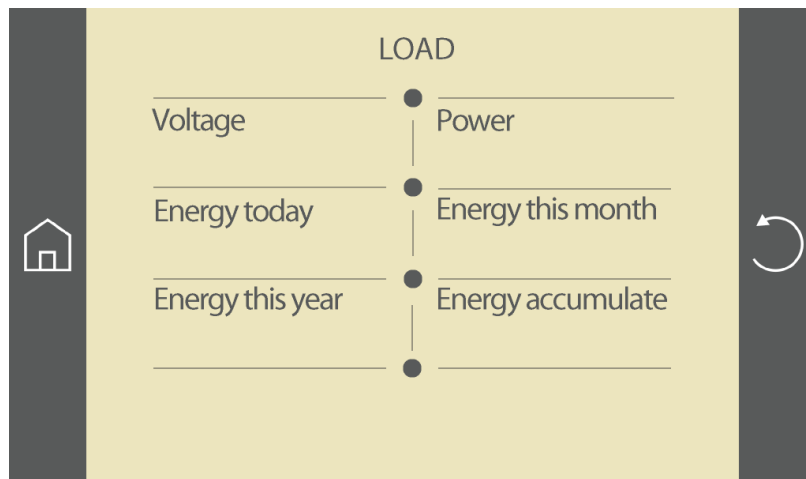 LOAD
Voltage
Power
Energy today
Energy this month
Energy this year
Energy accumulate